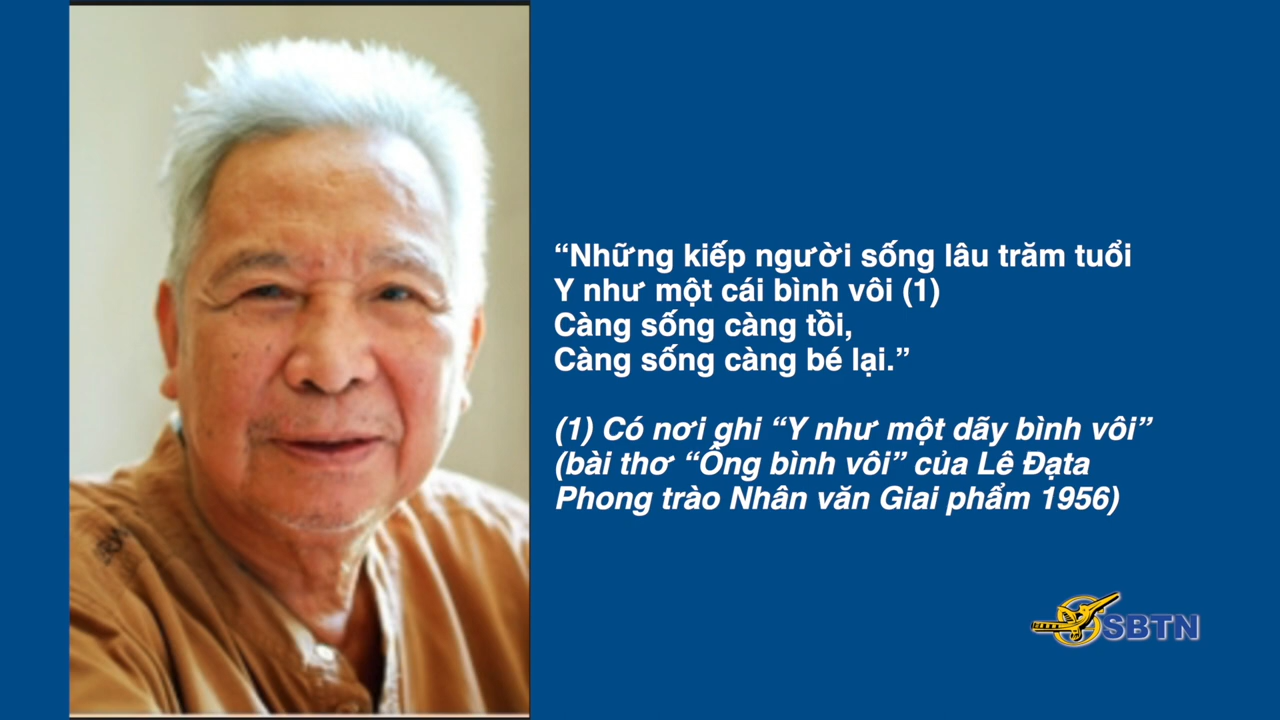 “Những kiếp người sống lâu trăm tuổi
Y như một cái bình vôi (1)
Càng sống càng tồi,
Càng sống càng bé lại.”
(1) Có nơi ghi “Y như một dãy bình vôi”
(bài thơ “Ông bình vôi” của Lê Đạta
Phong trào Nhân văn Giai phẩm 1956)
SBTN